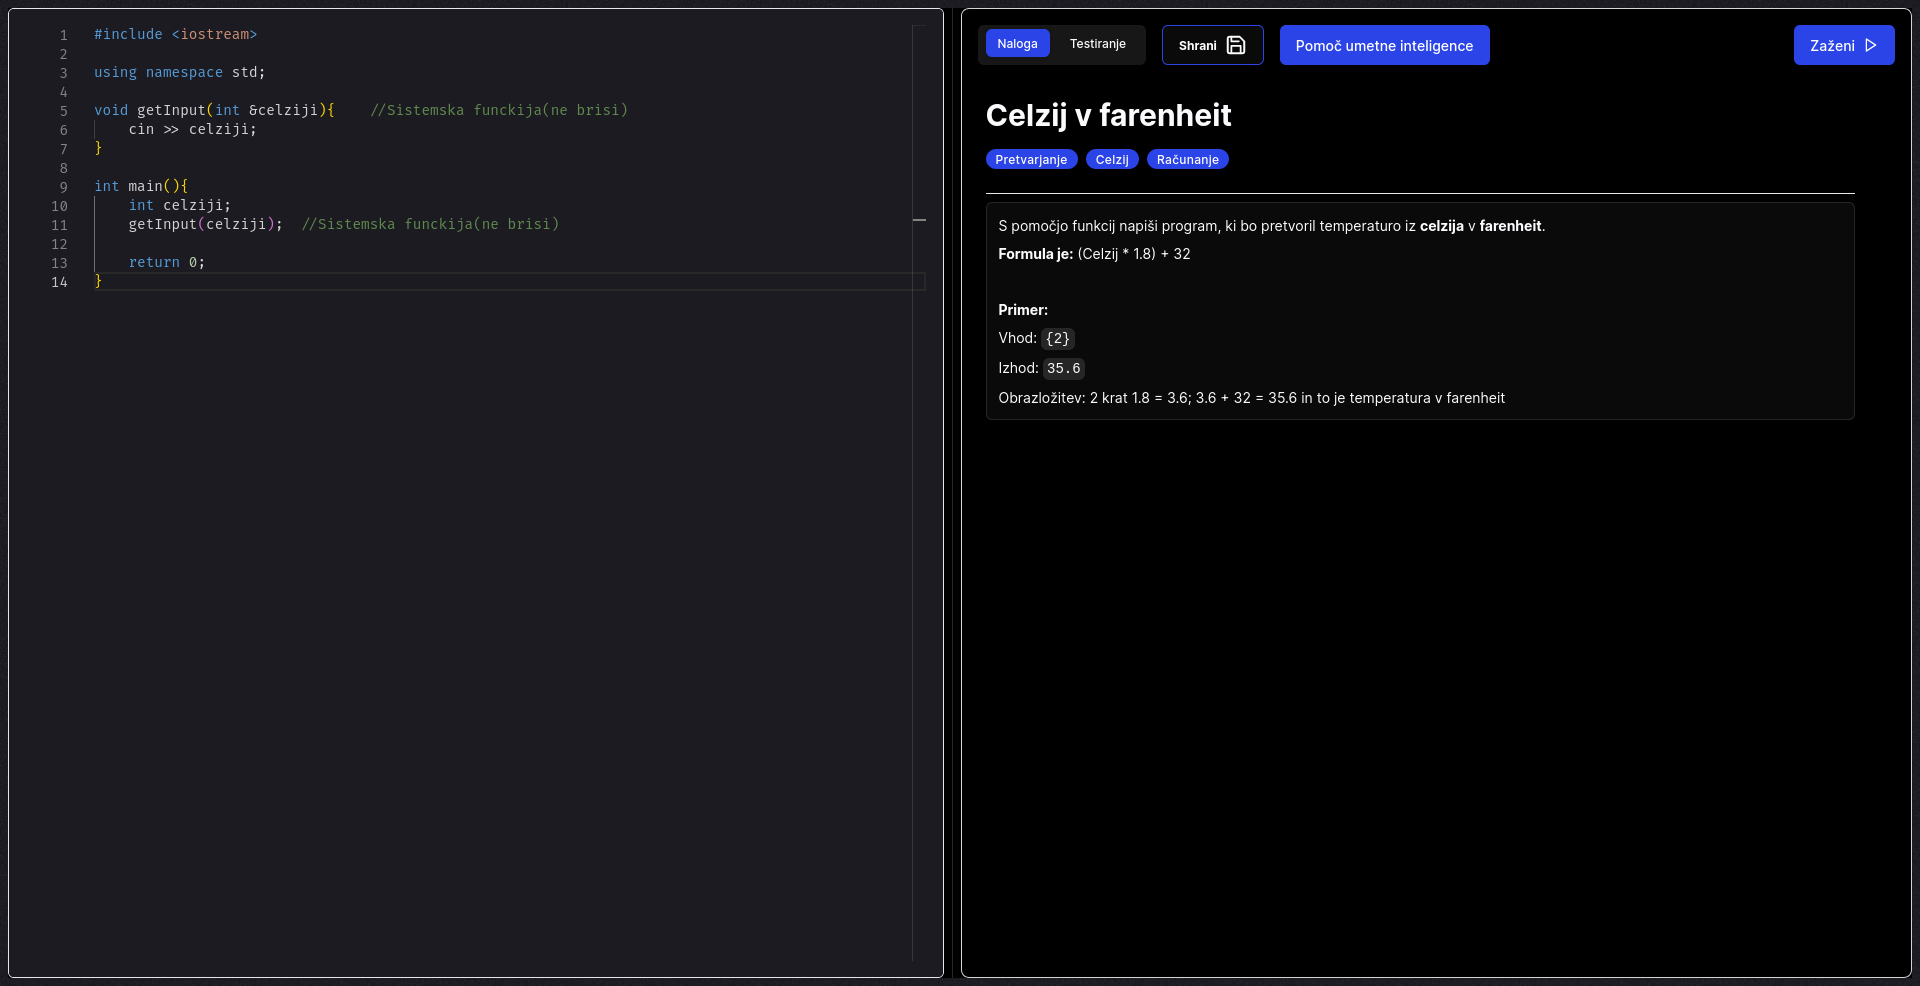 1 #include <iostream>
2
3 using namespace std;
4
5 void getInput(int &celziji){    //Sistemska funckija(ne brisi)
6     cin >> celziji;
7 }
8
9 int main(){
10     int celziji;
11     getInput(celziji);  //Sistemska funckija(ne brisi)
12
13     return 0;
14 }
Naloga Testiranje Shrani Pomoč umetne inteligence Zaženi
Celzij v farenheit
Pretvarjanje Celzij Računanje
S pomočjo funkcij napiši program, ki bo pretvoril temperaturo iz celzija v farenheit.
Formula je: (Celzij * 1.8) + 32
Primer:
Vhod: {2}
Izhod: 35.6
Obrazložitev: 2 krat 1.8 = 3.6; 3.6 + 32 = 35.6 in to je temperatura v farenheit